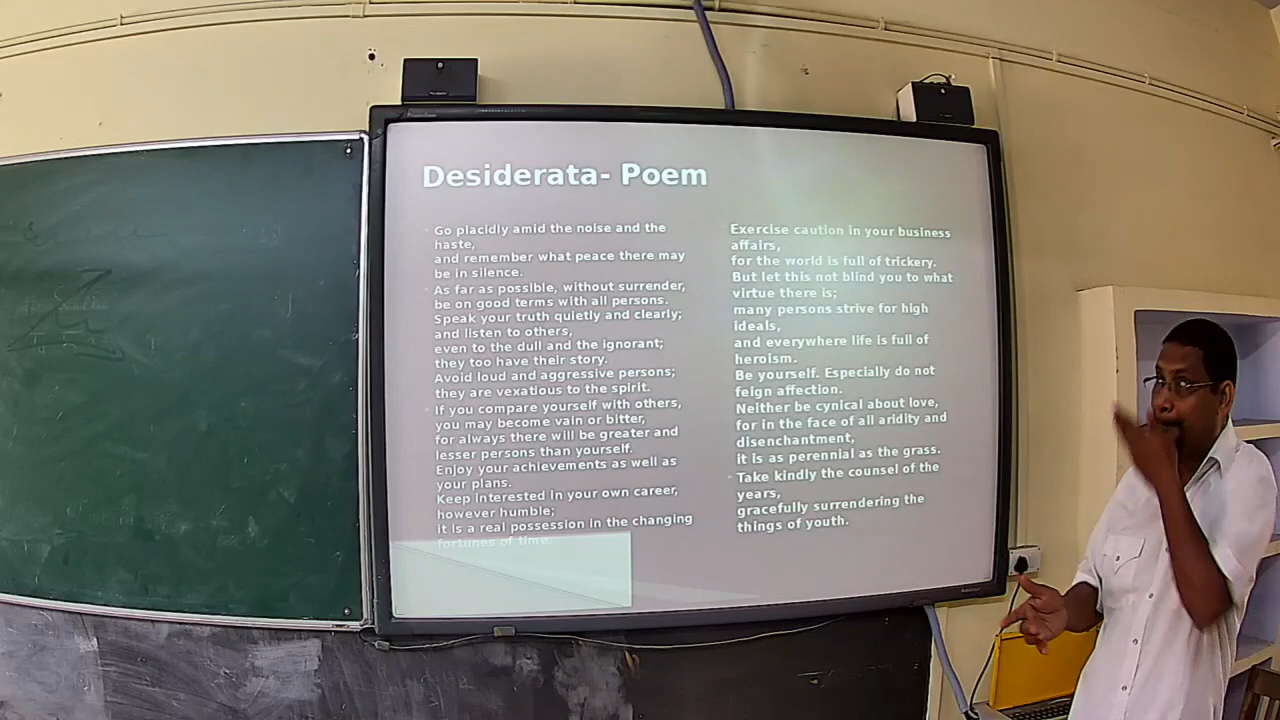 Desiderata- Poem
Go placidly amid the noise and the
haste,
and remember what peace there may
be in silence.
As far as possible, without surrender,
be on good terms with all persons.
Speak your truth quietly and clearly;
and listen to others,
even to the dull and the ignorant;
they too have their story.
Avoid loud and aggressive persons;
they are vexatious to the spirit.
If you compare yourself with others,
you may become vain or bitter,
for always there will be greater and
lesser persons than yourself.
Enjoy your achievements as well as
your plans.
Keep interested in your own career,
however humble;
it is a real possession in the changing
fortunes of time.
Exercise caution in your business
affairs,
for the world is full of trickery.
But let this not blind you to what
virtue there is;
many persons strive for high
ideals,
and everywhere life is full of
heroism.
Be yourself. Especially do not
feign affection.
Neither be cynical about love,
for in the face of all aridity and
disenchantment,
it is as perennial as the grass.
Take kindly the counsel of the
years,
gracefully surrendering the
things of youth.